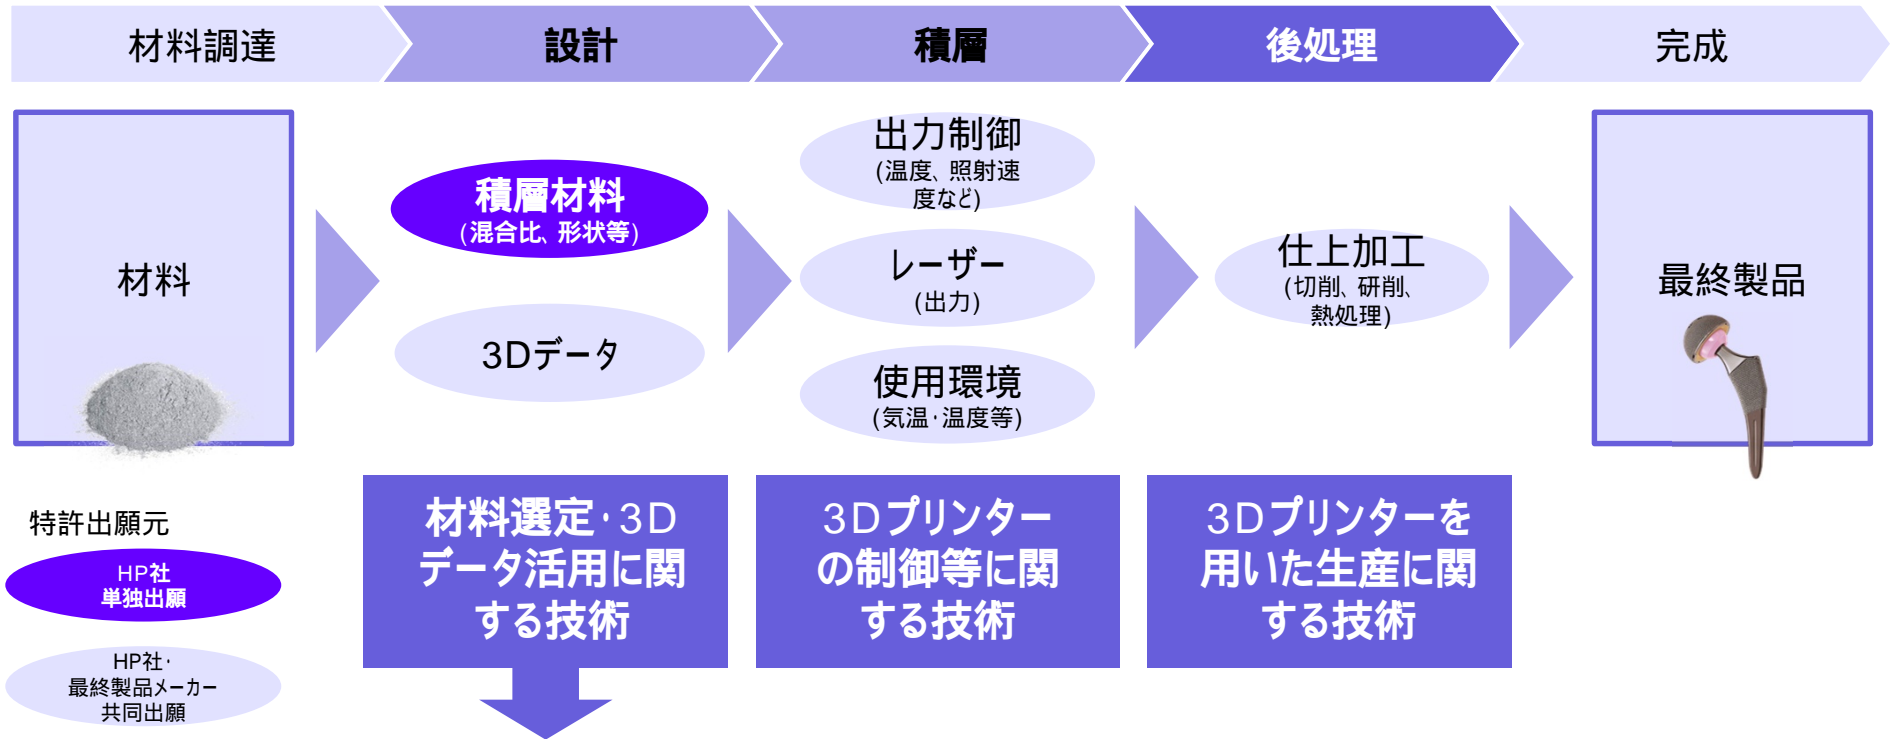 材料調達
設計
積層
後処理
完成
材料
積層材料
(混合比、形状等)
3Dデータ
出力制御
(温度、照射速
度など)
レーザー
(出力)
使用環境
(気温・温度等)
仕上加工
(切削、研削、
熱処理)
最終製品
特許出願元
HP社
単独出願
HP社・
最終製品メーカー
共同出願
材料選定・3D
データ活用に関
する技術
3Dプリンター
の制御等に関
する技術
3Dプリンターを
用いた生産に関
する技術